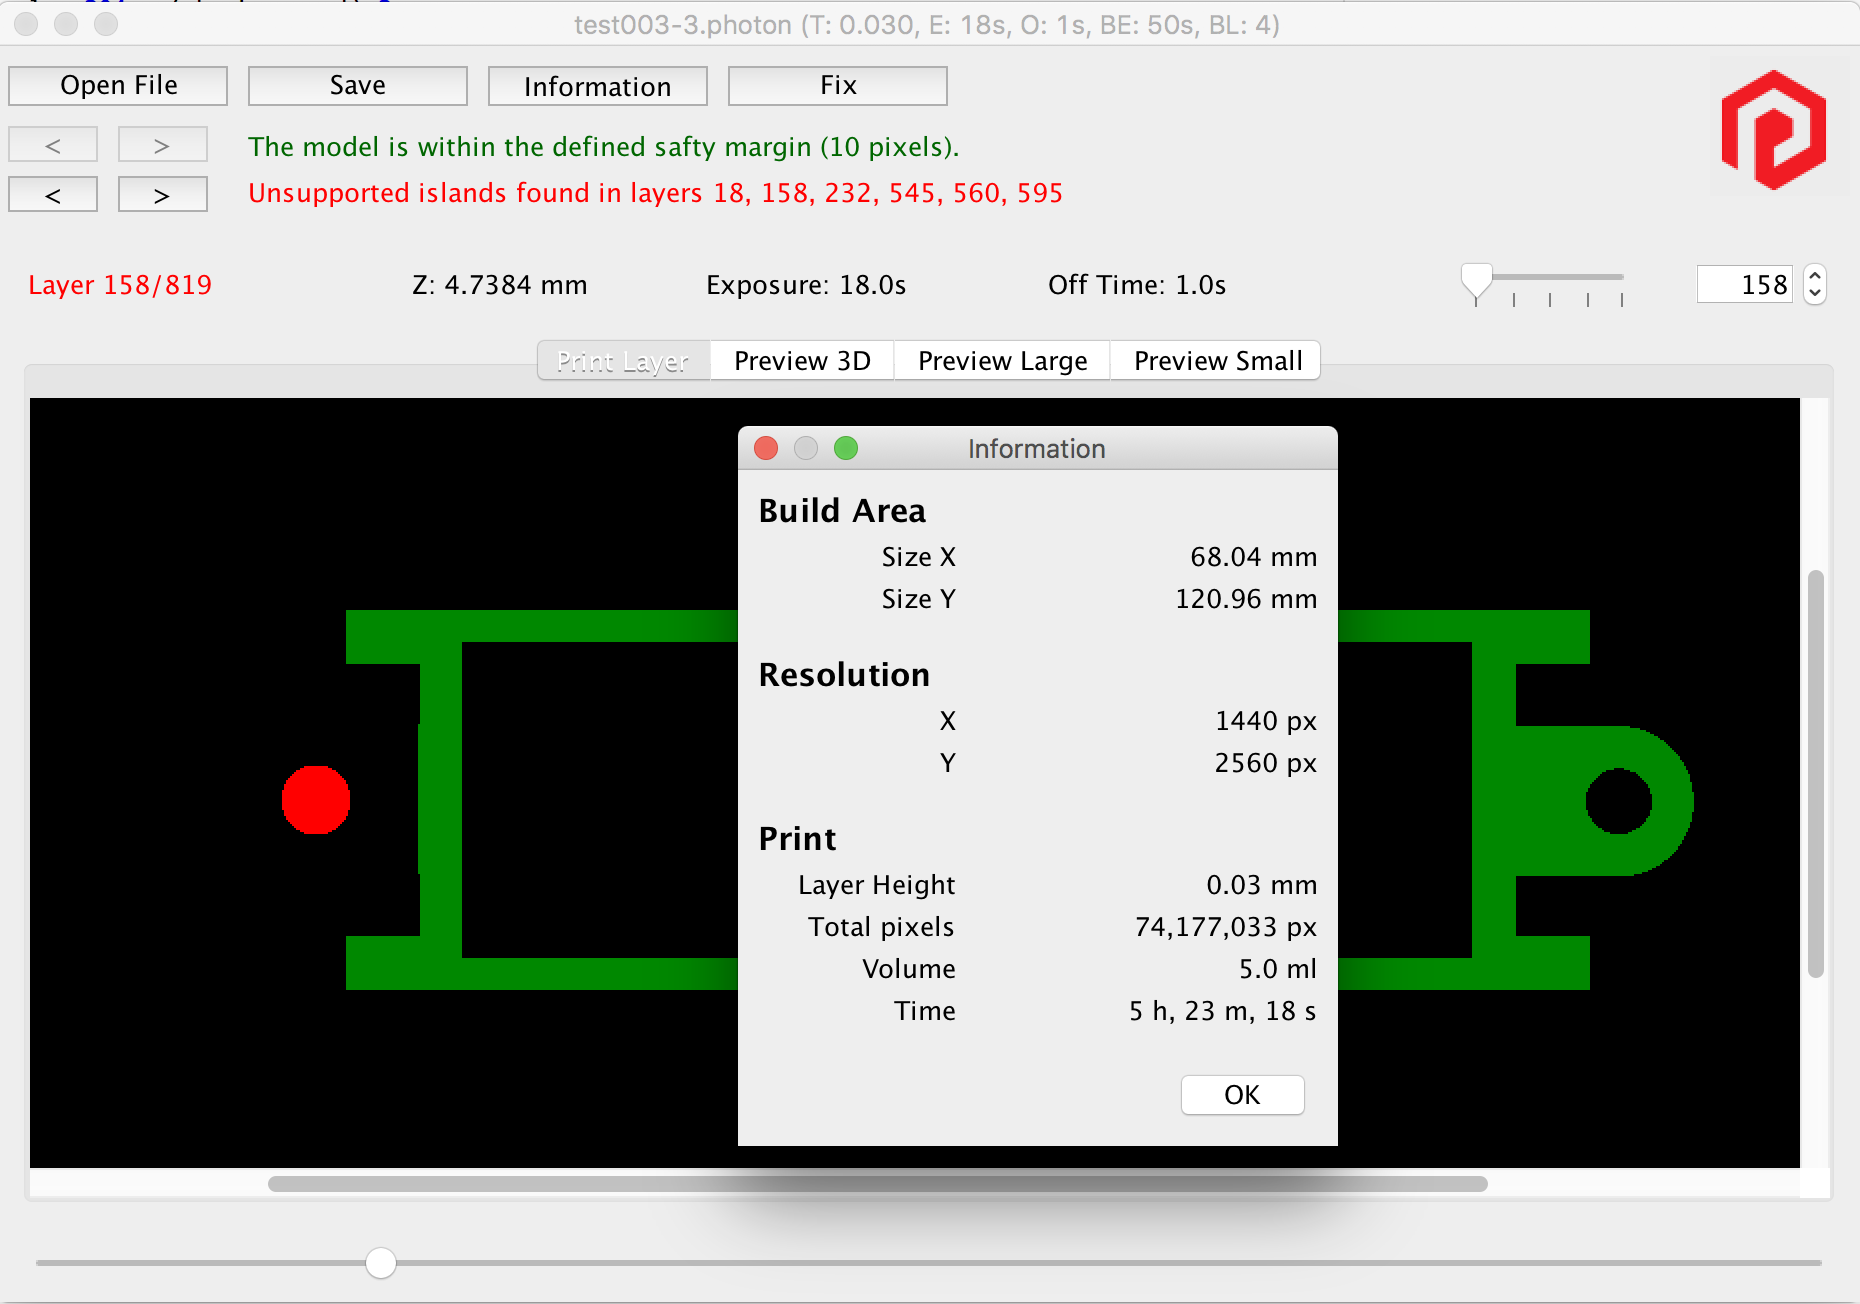 test003-3.photon (T: 0.030, E: 18s, O: 1s, BE: 50s, BL: 4)
Open File Save Information Fix
< > The model is within the defined safty margin (10 pixels).
< > Unsupported islands found in layers 18, 158, 232, 545, 560, 595
Layer 158/819 Z: 4.7384 mm Exposure: 18.0s Off Time: 1.0s 158
Print Layer Preview 3D Preview Large Preview Small
Information
Build Area
Size X 68.04 mm
Size Y 120.96 mm
Resolution
X 1440 px
Y 2560 px
Print
Layer Height 0.03 mm
Total pixels 74,177,033 px
Volume 5.0 ml
Time 5 h, 23 m, 18 s
OK